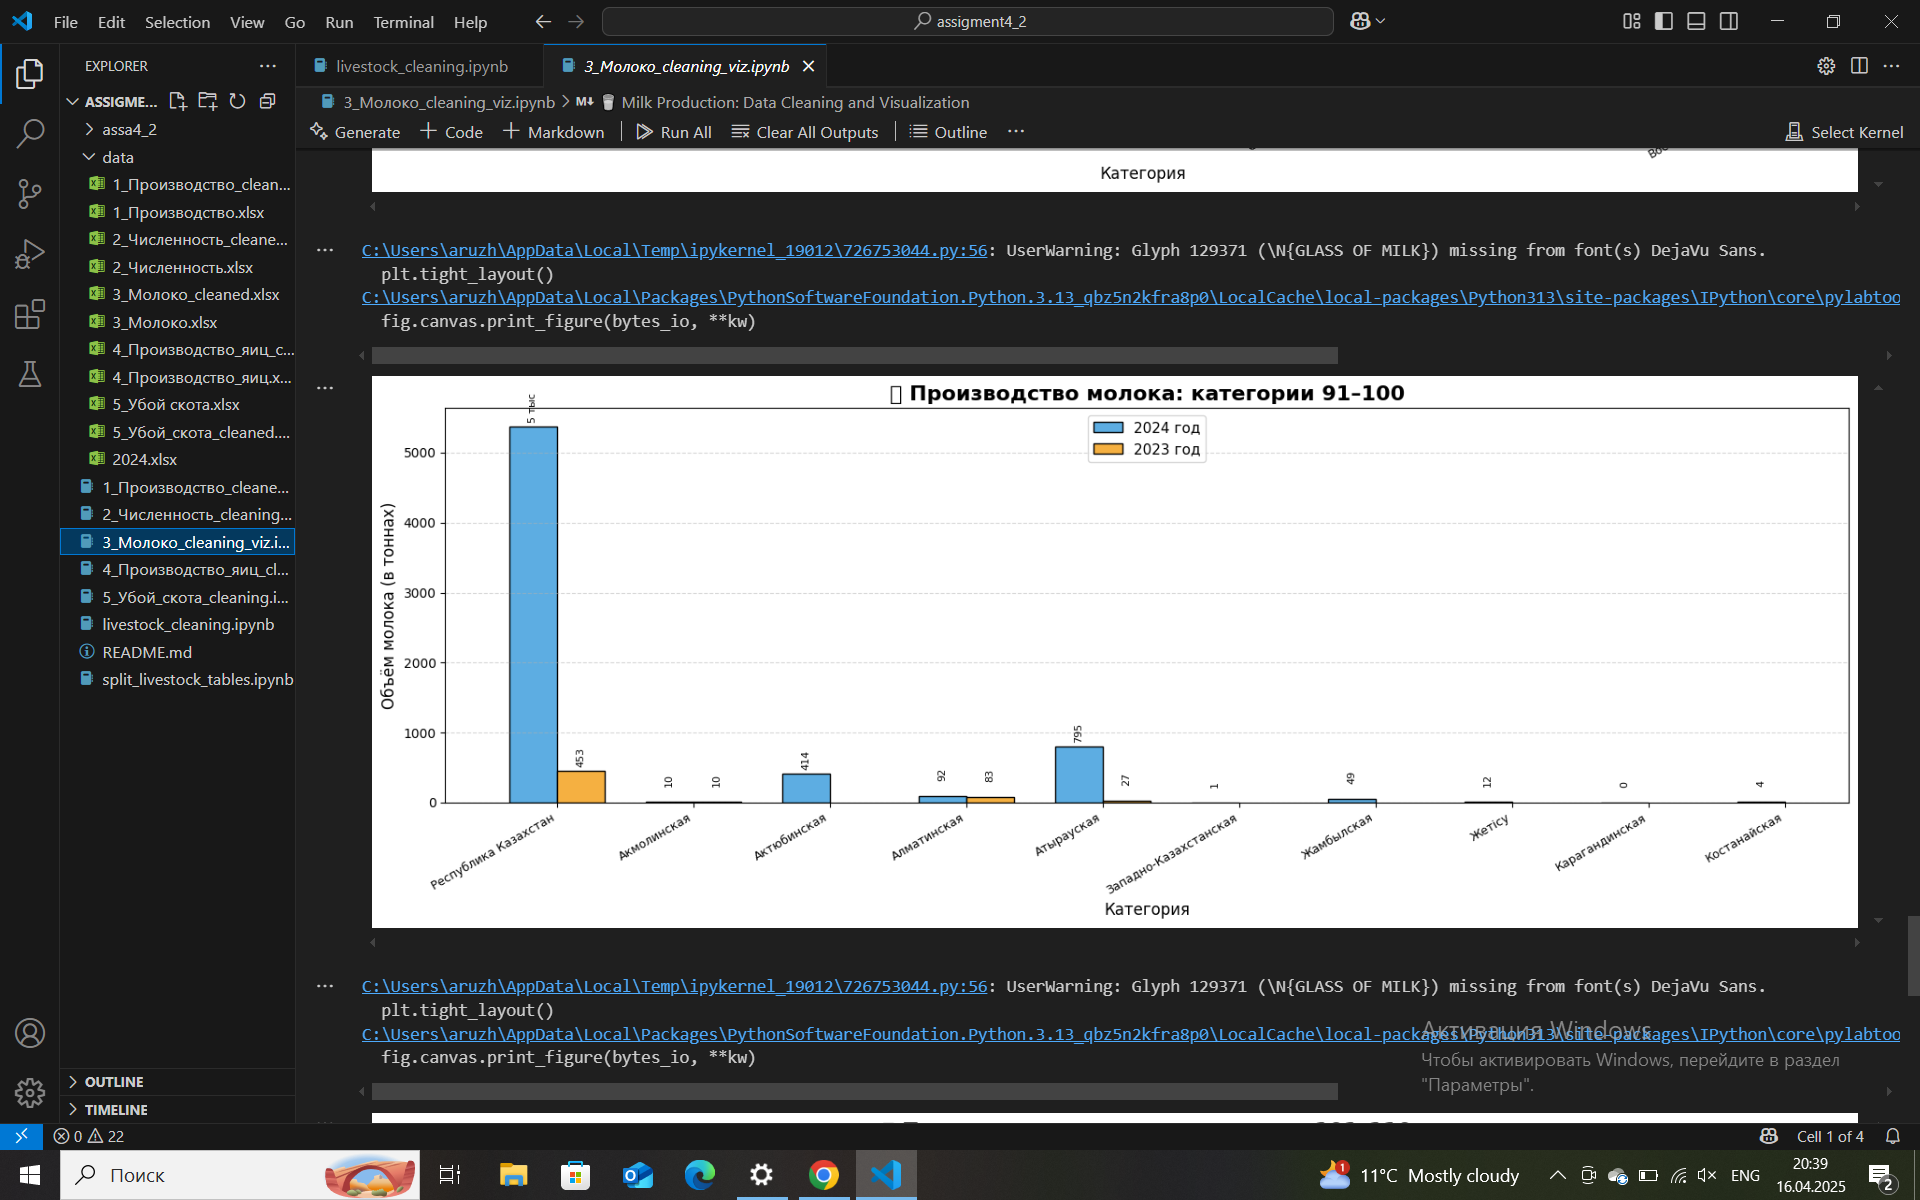 File Edit Selection View Go Run Terminal Help
assigment4_2
EXPLORER
livestock_cleaning.ipynb
3_Молоко_cleaning_viz.ipynb
ASSIGME...
3_Молоко_cleaning_viz.ipynb > M↓ Milk Production: Data Cleaning and Visualization
Generate + Code + Markdown Run All Clear All Outputs Outline ...
Select Kernel
assa4_2
data
1_Производство_clean...
1_Производство.xlsx
2_Численность_cleane...
2_Численность.xlsx
3_Молоко_cleaned.xlsx
3_Молоко.xlsx
4_Производство_яиц_c...
4_Производство_яиц.x...
5_Убой скота.xlsx
5_Убой_скота_cleaned....
2024.xlsx
1_Производство_cleane...
2_Численность_cleaning...
3_Молоко_cleaning_viz.i...
4_Производство_яиц_cl...
5_Убой_скота_cleaning.i...
livestock_cleaning.ipynb
README.md
split_livestock_tables.ipynb
OUTLINE
TIMELINE
Категория
C:\Users\aruzh\AppData\Local\Temp\ipykernel_19012\726753044.py:56: UserWarning: Glyph 129371 (\N{GLASS OF MILK}) missing from font(s) DejaVu Sans.
plt.tight_layout()
C:\Users\aruzh\AppData\Local\Packages\PythonSoftwareFoundation.Python.3.13_qbz5n2kfra8p0\LocalCache\local-packages\Python313\site-packages\IPython\core\pylabtoo
fig.canvas.print_figure(bytes_io, **kw)
Производство молока: категории 91–100
2024 год
2023 год
Объём молока (в тоннах)
5000
4000
3000
2000
1000
0
5 тыс
453
10
10
414
92
83
795
27
1
49
12
0
4
Республика Казахстан
Акмолинская
Актюбинская
Алматинская
Атырауская
Западно-Казахстанская
Жамбылская
Жетісу
Карагандинская
Костанайская
Категория
C:\Users\aruzh\AppData\Local\Temp\ipykernel_19012\726753044.py:56: UserWarning: Glyph 129371 (\N{GLASS OF MILK}) missing from font(s) DejaVu Sans.
plt.tight_layout()
C:\Users\aruzh\AppData\Local\Packages\PythonSoftwareFoundation.Python.3.13_qbz5n2kfra8p0\LocalCache\local-packages\Python313\site-packages\IPython\core\pylabtoo
fig.canvas.print_figure(bytes_io, **kw)
Активация Windows
Чтобы активировать Windows, перейдите в раздел
"Параметры".
0 22
Cell 1 of 4
Поиск
1
11°C Mostly cloudy
ENG
20:39
16.04.2025
2